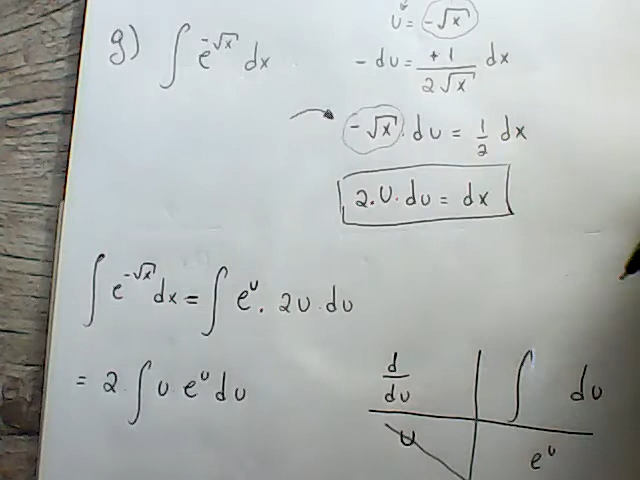 g) ∫ e^{-√x} dx
u = -√x
-du = +1/(2√x) dx
-√x · du = 1/2 dx
2·u·du = dx
∫ e^{-√x} dx = ∫ e^u · 2u·du
= 2·∫ u·e^u du
d/du | ∫ du
u | e^u